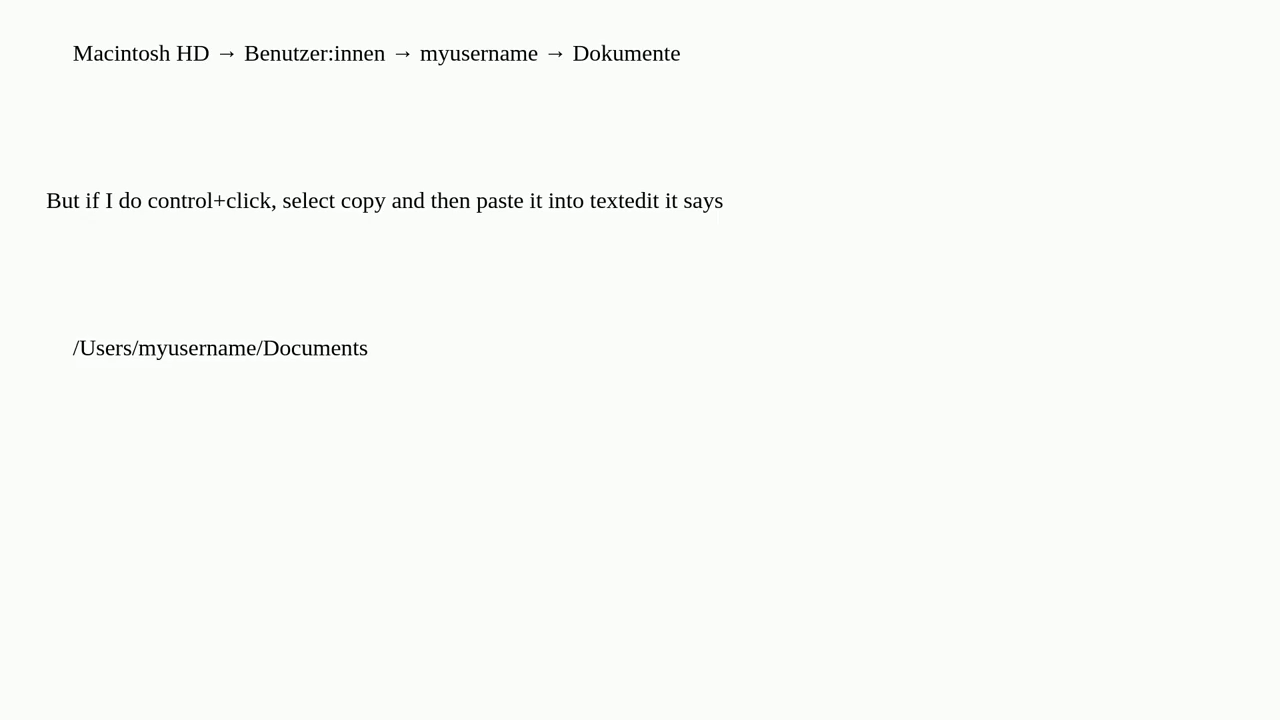 Macintosh HD → Benutzer:innen → myusername → Dokumente
But if I do control+click, select copy and then paste it into textedit it says
/Users/myusername/Documents